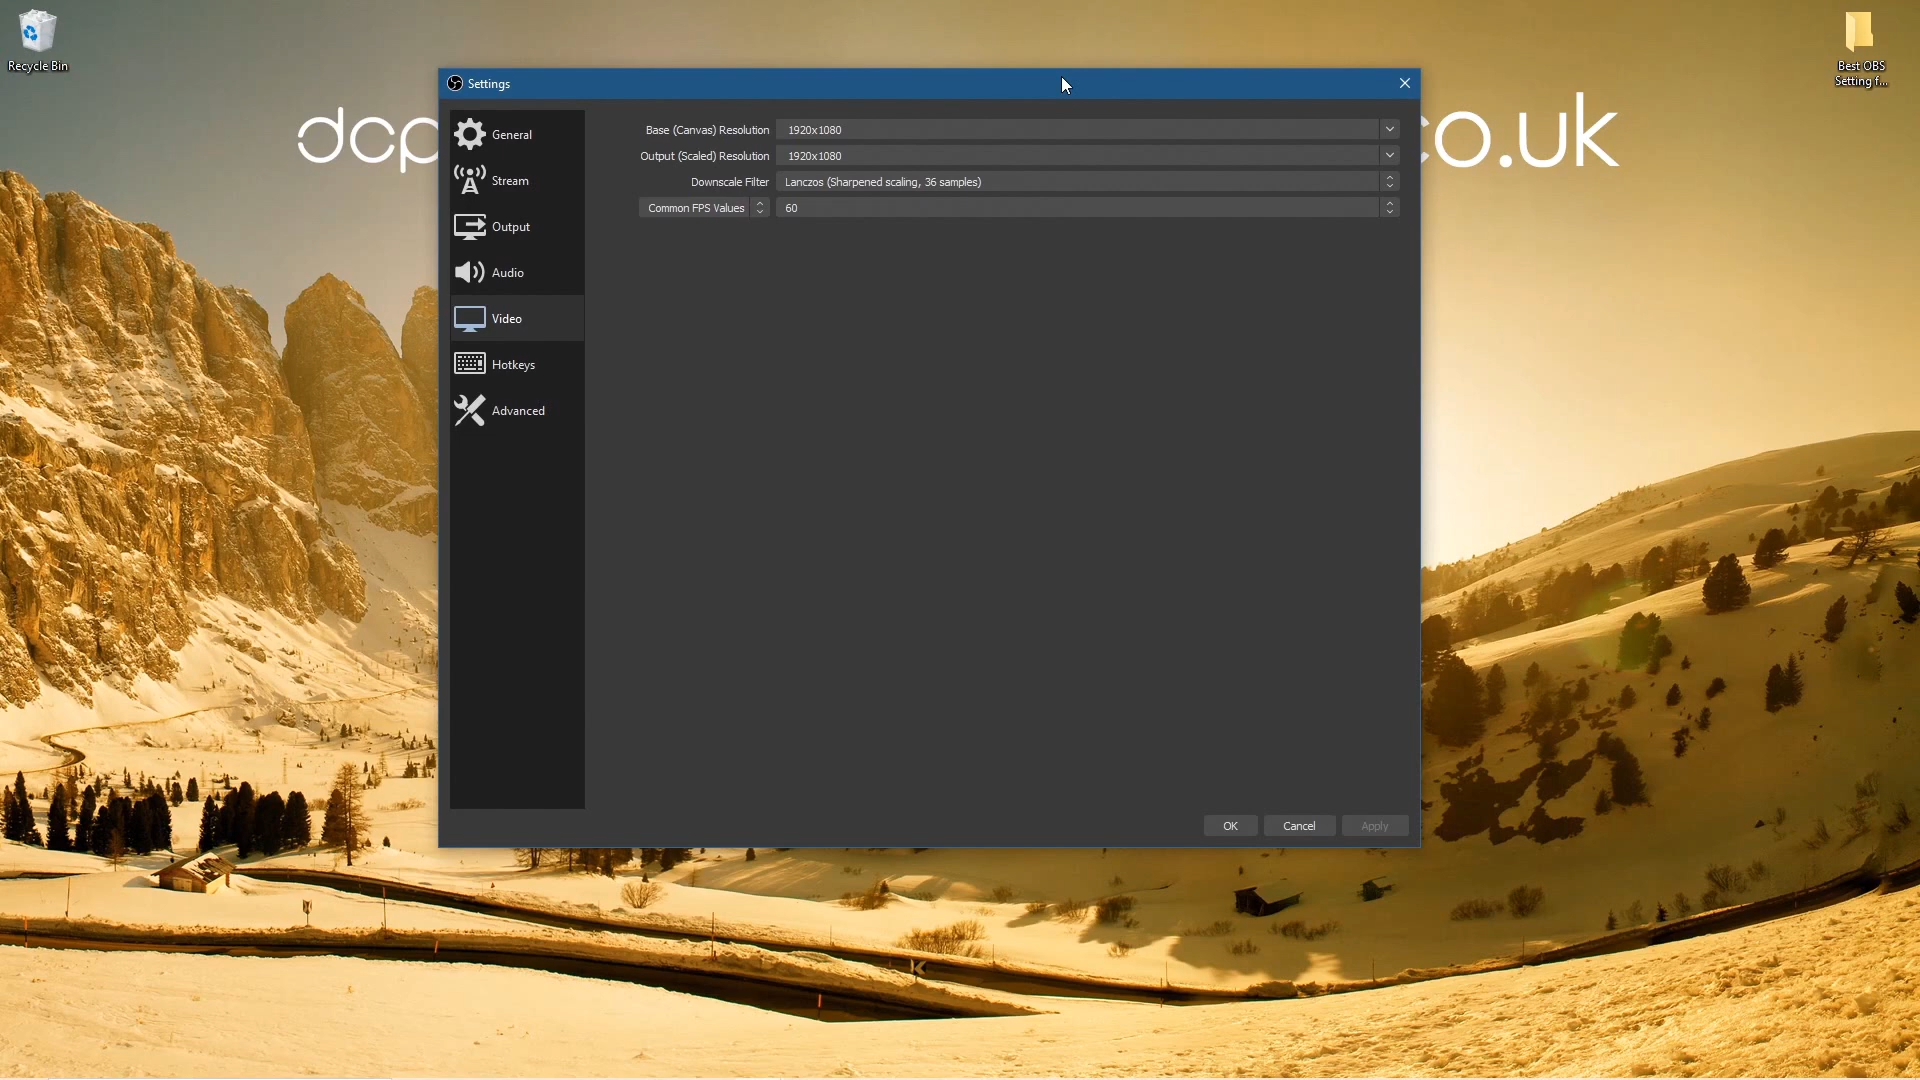 Recycle Bin
Best OBS
Setting f...
dcp
co.uk
Settings
General
Stream
Output
Audio
Video
Hotkeys
Advanced
Base (Canvas) Resolution 1920x1080
Output (Scaled) Resolution 1920x1080
Downscale Filter Lanczos (Sharpened scaling, 36 samples)
Common FPS Values 60
OK Cancel Apply